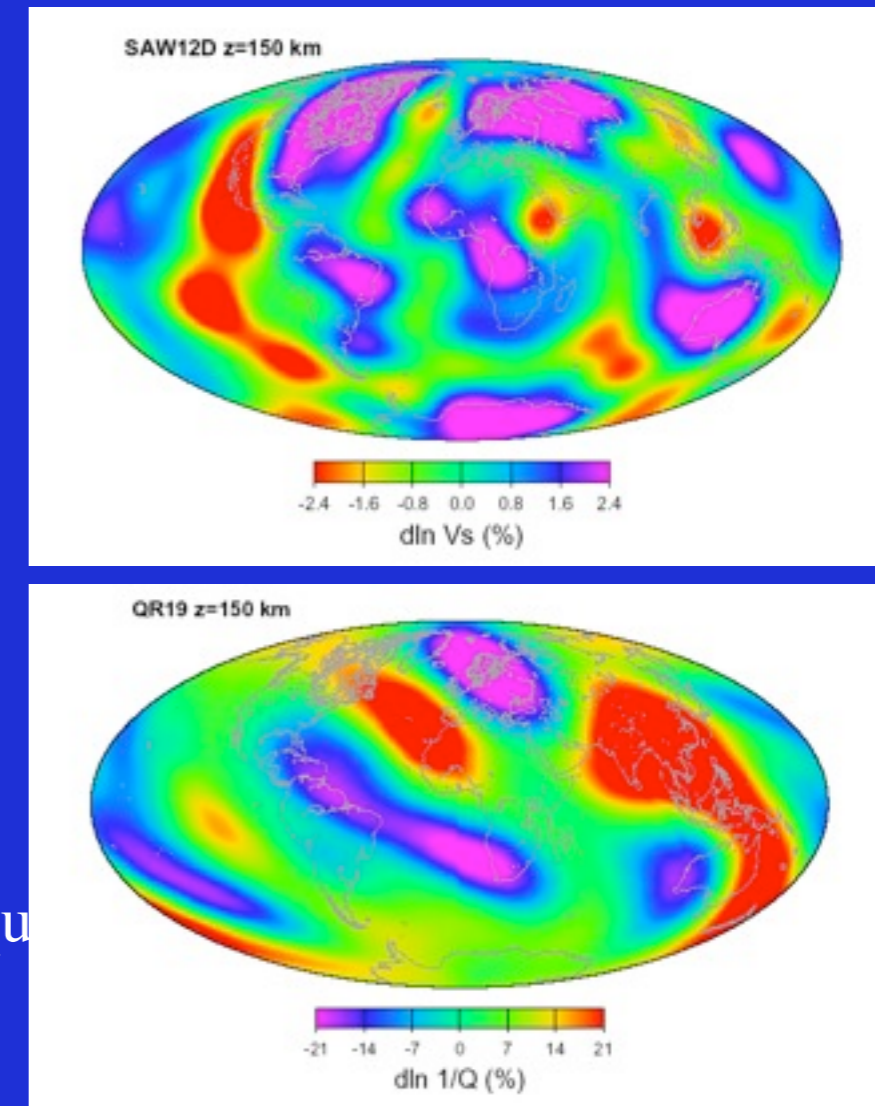 SAW12D z=150 km
-2.4 -1.6 -0.8 0.0 0.8 1.6 2.4
dln Vs (%)
QR19 z=150 km
u
-21 -14 -7 0 7 14 21
dln 1/Q (%)